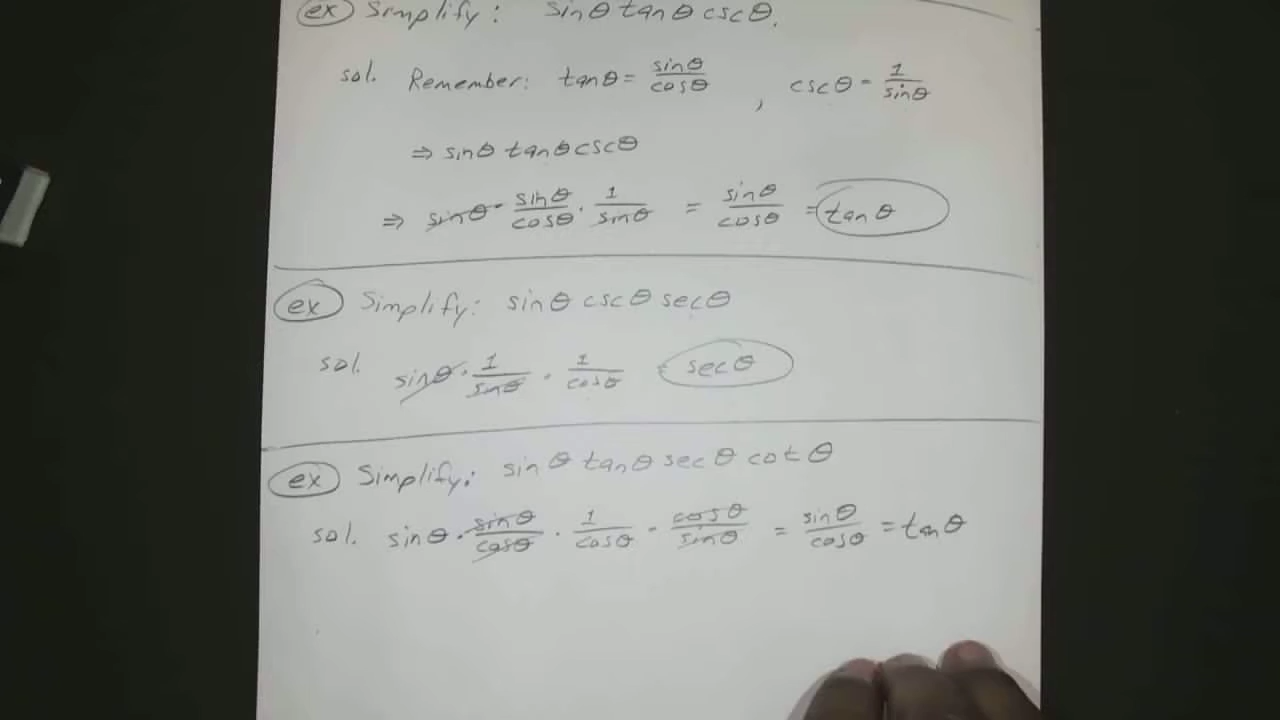 ex Simplify: sinθ tanθ cscθ.
sol. Remember: tanθ = sinθ/cosθ , cscθ = 1/sinθ
⇒ sinθ tanθ cscθ
⇒ sinθ · sinθ/cosθ · 1/sinθ = sinθ/cosθ = tanθ
ex Simplify: sinθ cscθ secθ
sol. sinθ · 1/sinθ · 1/cosθ = secθ
ex Simplify: sinθ tanθ secθ cotθ
sol. sinθ · sinθ/cosθ · 1/cosθ · cosθ/sinθ = sinθ/cosθ = tanθ